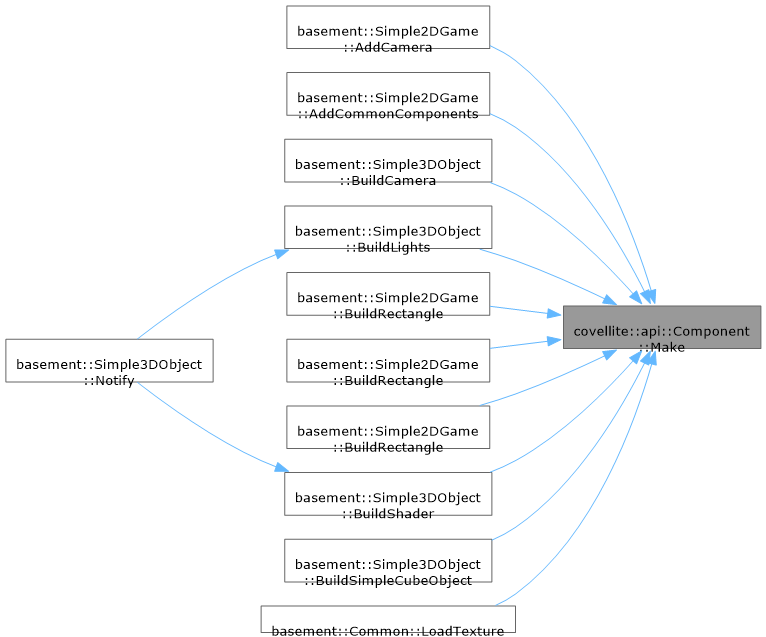 basement::Simple2DGame
::AddCamera
basement::Simple2DGame
::AddCommonComponents
basement::Simple3DObject
::BuildCamera
basement::Simple3DObject
::BuildLights
basement::Simple2DGame
::BuildRectangle
covellite::api::Component
::Make
basement::Simple3DObject
::Notify
basement::Simple2DGame
::BuildRectangle
basement::Simple2DGame
::BuildRectangle
basement::Simple3DObject
::BuildShader
basement::Simple3DObject
::BuildSimpleCubeObject
basement::Common::LoadTexture